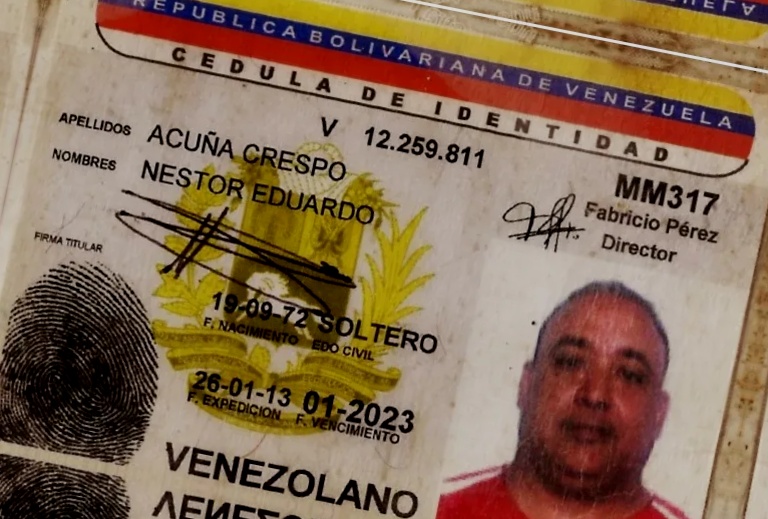 REPUBLICA BOLIVARIANA DE VENEZUELA
CEDULA DE IDENTIDAD
V 12.259.811
APELLIDOS ACUÑA CRESPO
NOMBRES NESTOR EDUARDO
MM317
Fabricio Pérez
Director
FIRMA TITULAR
19-09-72 SOLTERO
F. NACIMIENTO EDO CIVIL
26-01-13 01-2023
F. EXPEDICION F. VENCIMIENTO
VENEZOLANO